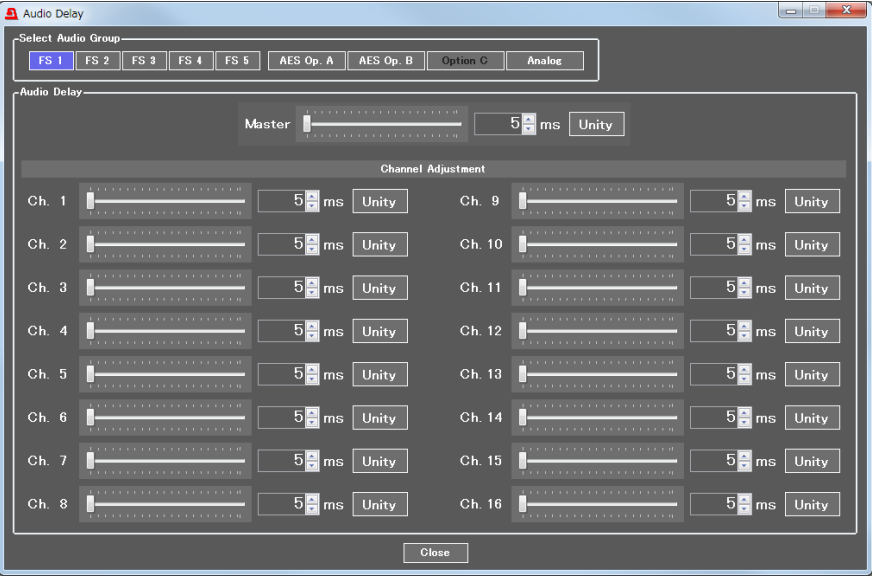 Audio Delay
Select Audio Group
FS 1 FS 2 FS 3 FS 4 FS 5 AES Op. A AES Op. B Option C Analog
Audio Delay
Master 5 ms Unity
Channel Adjustment
Ch. 1 5 ms Unity Ch. 9 5 ms Unity
Ch. 2 5 ms Unity Ch. 10 5 ms Unity
Ch. 3 5 ms Unity Ch. 11 5 ms Unity
Ch. 4 5 ms Unity Ch. 12 5 ms Unity
Ch. 5 5 ms Unity Ch. 13 5 ms Unity
Ch. 6 5 ms Unity Ch. 14 5 ms Unity
Ch. 7 5 ms Unity Ch. 15 5 ms Unity
Ch. 8 5 ms Unity Ch. 16 5 ms Unity
Close